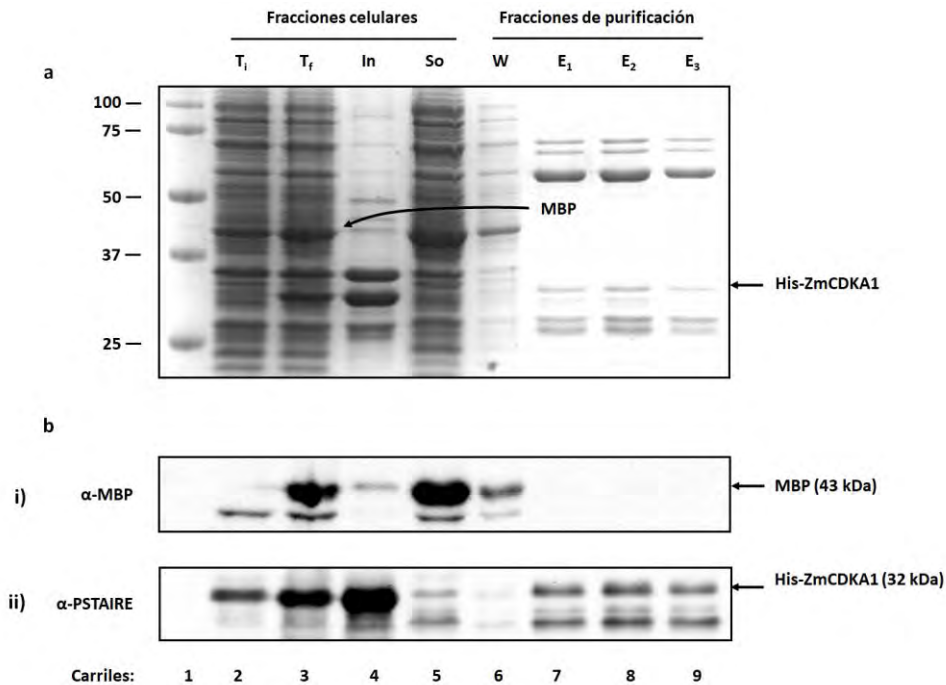 Fracciones celulares Fracciones de purificación
Ti Tf In So W E1 E2 E3
a
100
75
50
37
25
MBP
His-ZmCDKA1
b
i) α-MBP MBP (43 kDa)
ii) α-PSTAIRE His-ZmCDKA1 (32 kDa)
Carriles: 1 2 3 4 5 6 7 8 9